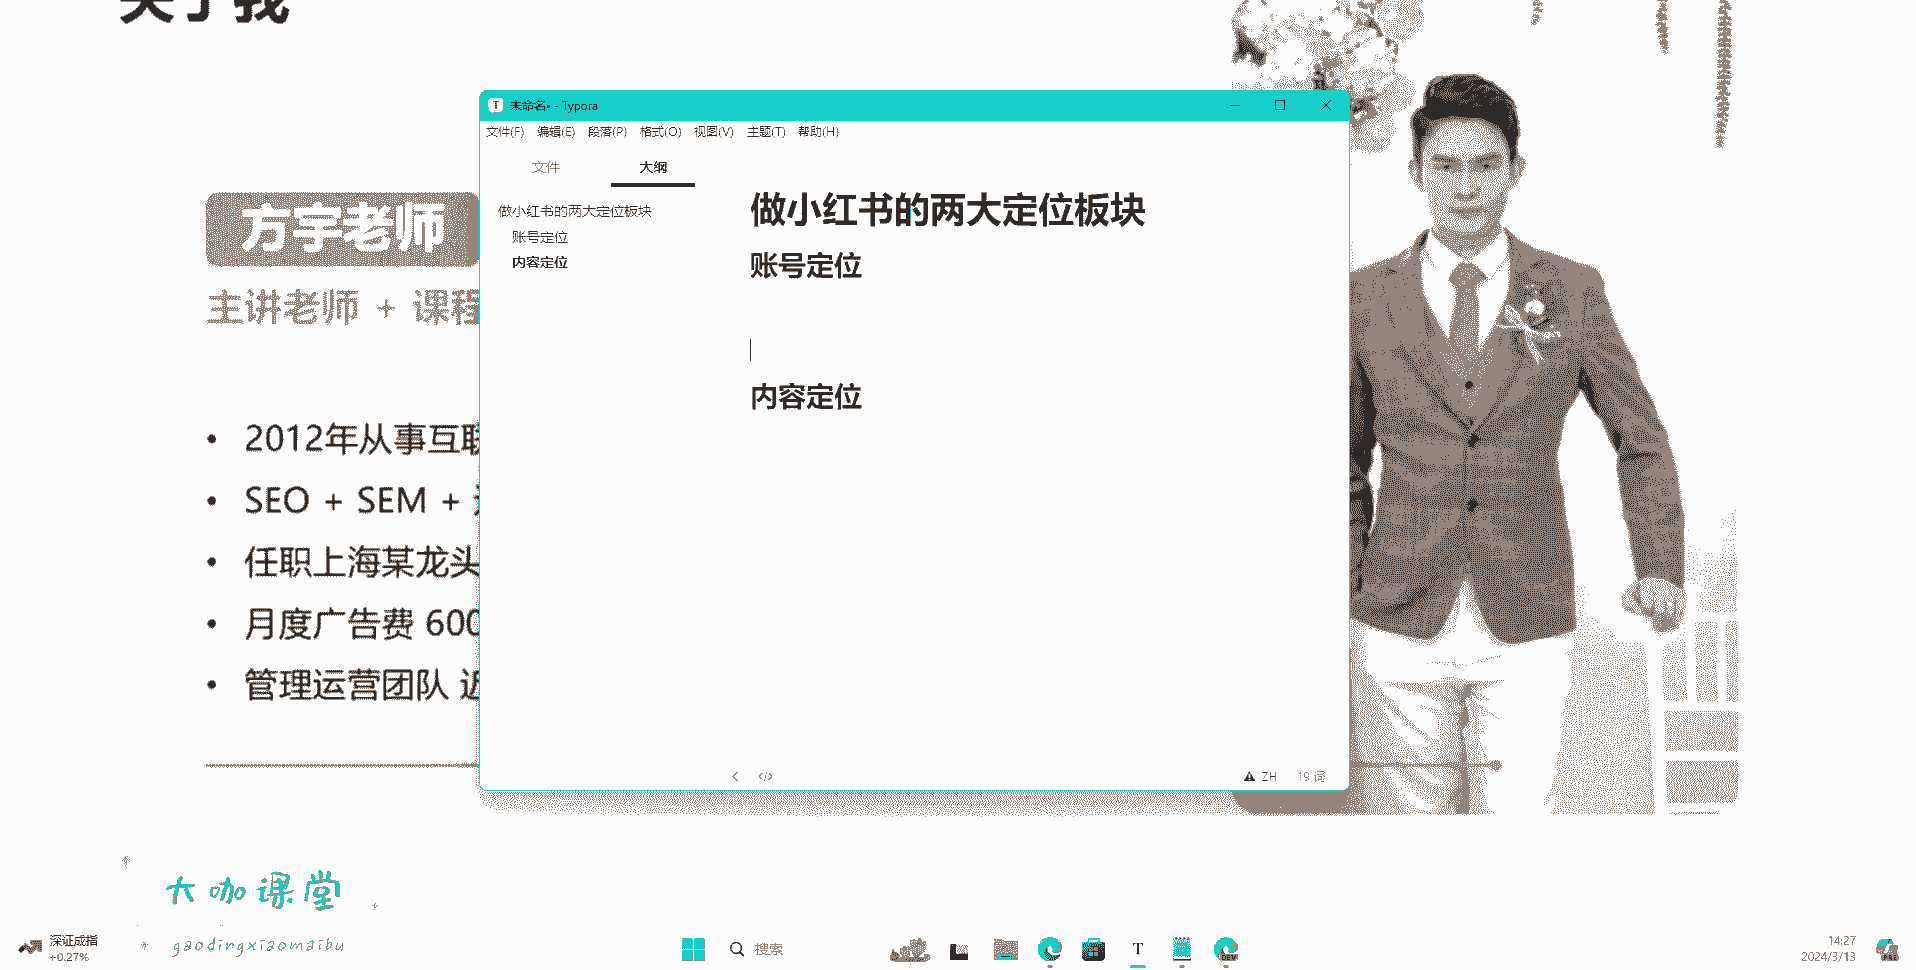 关于我
方宇老师
主讲老师 + 课程
2012年从事互联
SEO + SEM +
任职上海某龙头
月度广告费 600
管理运营团队 近
未命名• - Typora
文件(F) 编辑(E) 段落(P) 格式(O) 视图(V) 主题(T) 帮助(H)
文件 大纲
做小红书的两大定位板块
账号定位
内容定位
做小红书的两大定位板块
账号定位
内容定位
ZH 19 词
大咖课堂
gaodingxiaomaibu
深证成指
+0.27%
搜索
T
DEV
14:27
2024/3/13
PRE